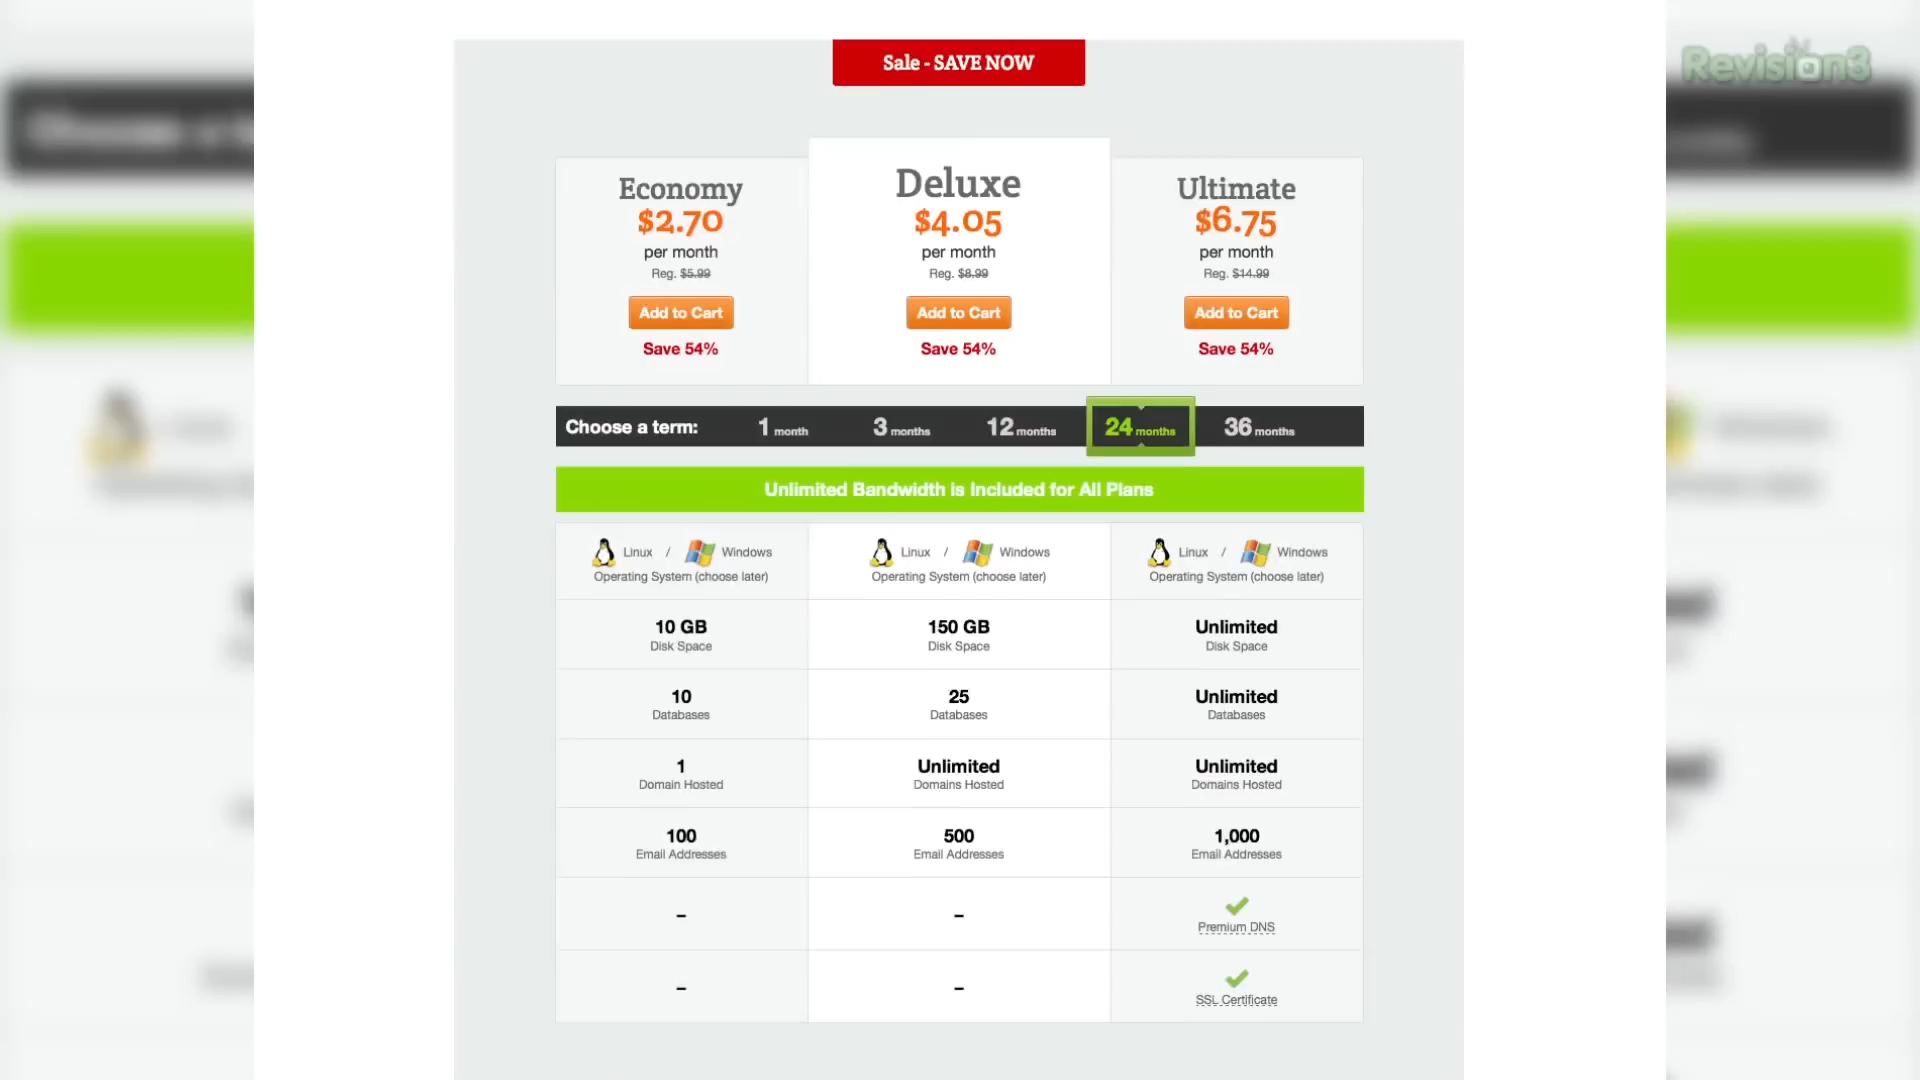 Revision3
Sale - SAVE NOW
Economy
$2.70
per month
Reg. $5.99
Add to Cart
Save 54%
Deluxe
$4.05
per month
Reg. $8.99
Add to Cart
Save 54%
Ultimate
$6.75
per month
Reg. $14.99
Add to Cart
Save 54%
Choose a term: 1 month 3 months 12 months 24 months 36 months
Unlimited Bandwidth is Included for All Plans
Linux / Windows Linux / Windows Linux / Windows
Operating System (choose later) Operating System (choose later) Operating System (choose later)
10 GB 150 GB Unlimited
Disk Space Disk Space Disk Space
10 25 Unlimited
Databases Databases Databases
1 Unlimited Unlimited
Domain Hosted Domains Hosted Domains Hosted
100 500 1,000
Email Addresses Email Addresses Email Addresses
- -
Premium DNS
- -
SSL Certificate